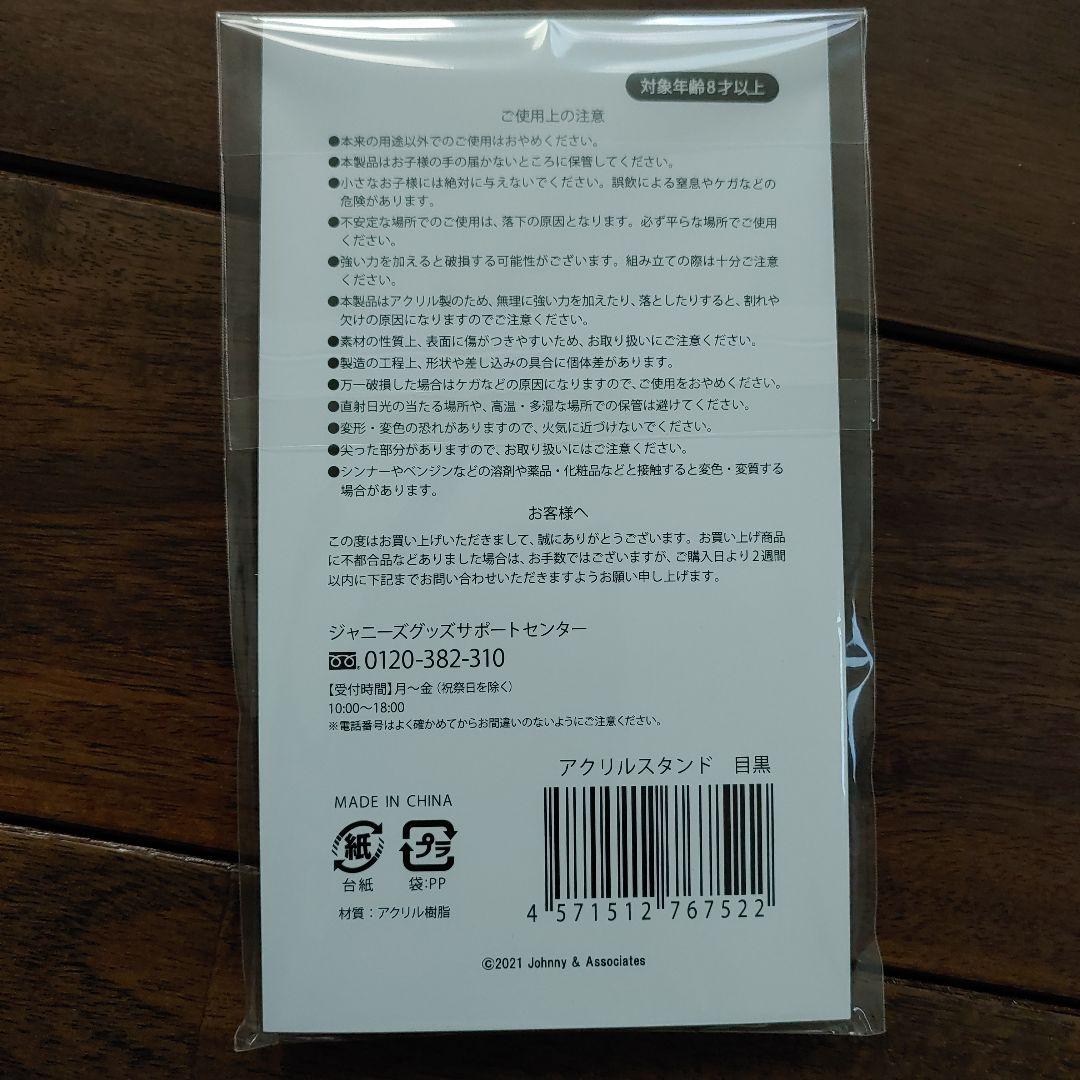 対象年齢8才以上
ご使用上の注意
●本来の用途以外でのご使用はおやめください。
●本製品はお子様の手の届かないところに保管してください。
●小さなお子様には絶対に与えないでください。誤飲による窒息やケガなどの
危険があります。
●不安定な場所でのご使用は、落下の原因となります。必ず平らな場所でご使用
ください。
●強い力を加えると破損する可能性がございます。組み立ての際は十分ご注意
ください。
●本製品はアクリル製のため、無理に強い力を加えたり、落としたりすると、割れや
欠けの原因になりますのでご注意ください。
●素材の性質上、表面に傷がつきやすいため、お取り扱いにご注意ください。
●製造の工程上、形状や差し込みの具合に個体差があります。
●万一破損した場合はケガなどの原因になりますので、ご使用をおやめください。
●直射日光の当たる場所や、高温・多湿な場所での保管は避けてください。
●変形・変色の恐れがありますので、火気に近づけないでください。
●尖った部分がありますので、お取り扱いにはご注意ください。
●シンナーやベンジンなどの溶剤や薬品・化粧品などと接触すると変色・変質する
場合があります。
お客様へ
この度はお買い上げいただきまして、誠にありがとうございます。お買い上げ商品
に不都合品などありました場合は、お手数ではございますが、ご購入日より2週間
以内に下記までお問い合わせいただきますようお願い申し上げます。
ジャニーズグッズサポートセンター
0120-382-310
【受付時間】月～金（祝祭日を除く）
10:00～18:00
※電話番号はよく確かめてからお間違いのないようにご注意ください。
アクリルスタンド 目黒
MADE IN CHINA
紙 プラ
台紙 袋:PP
材質：アクリル樹脂
4 571512 767522
©2021 Johnny & Associates